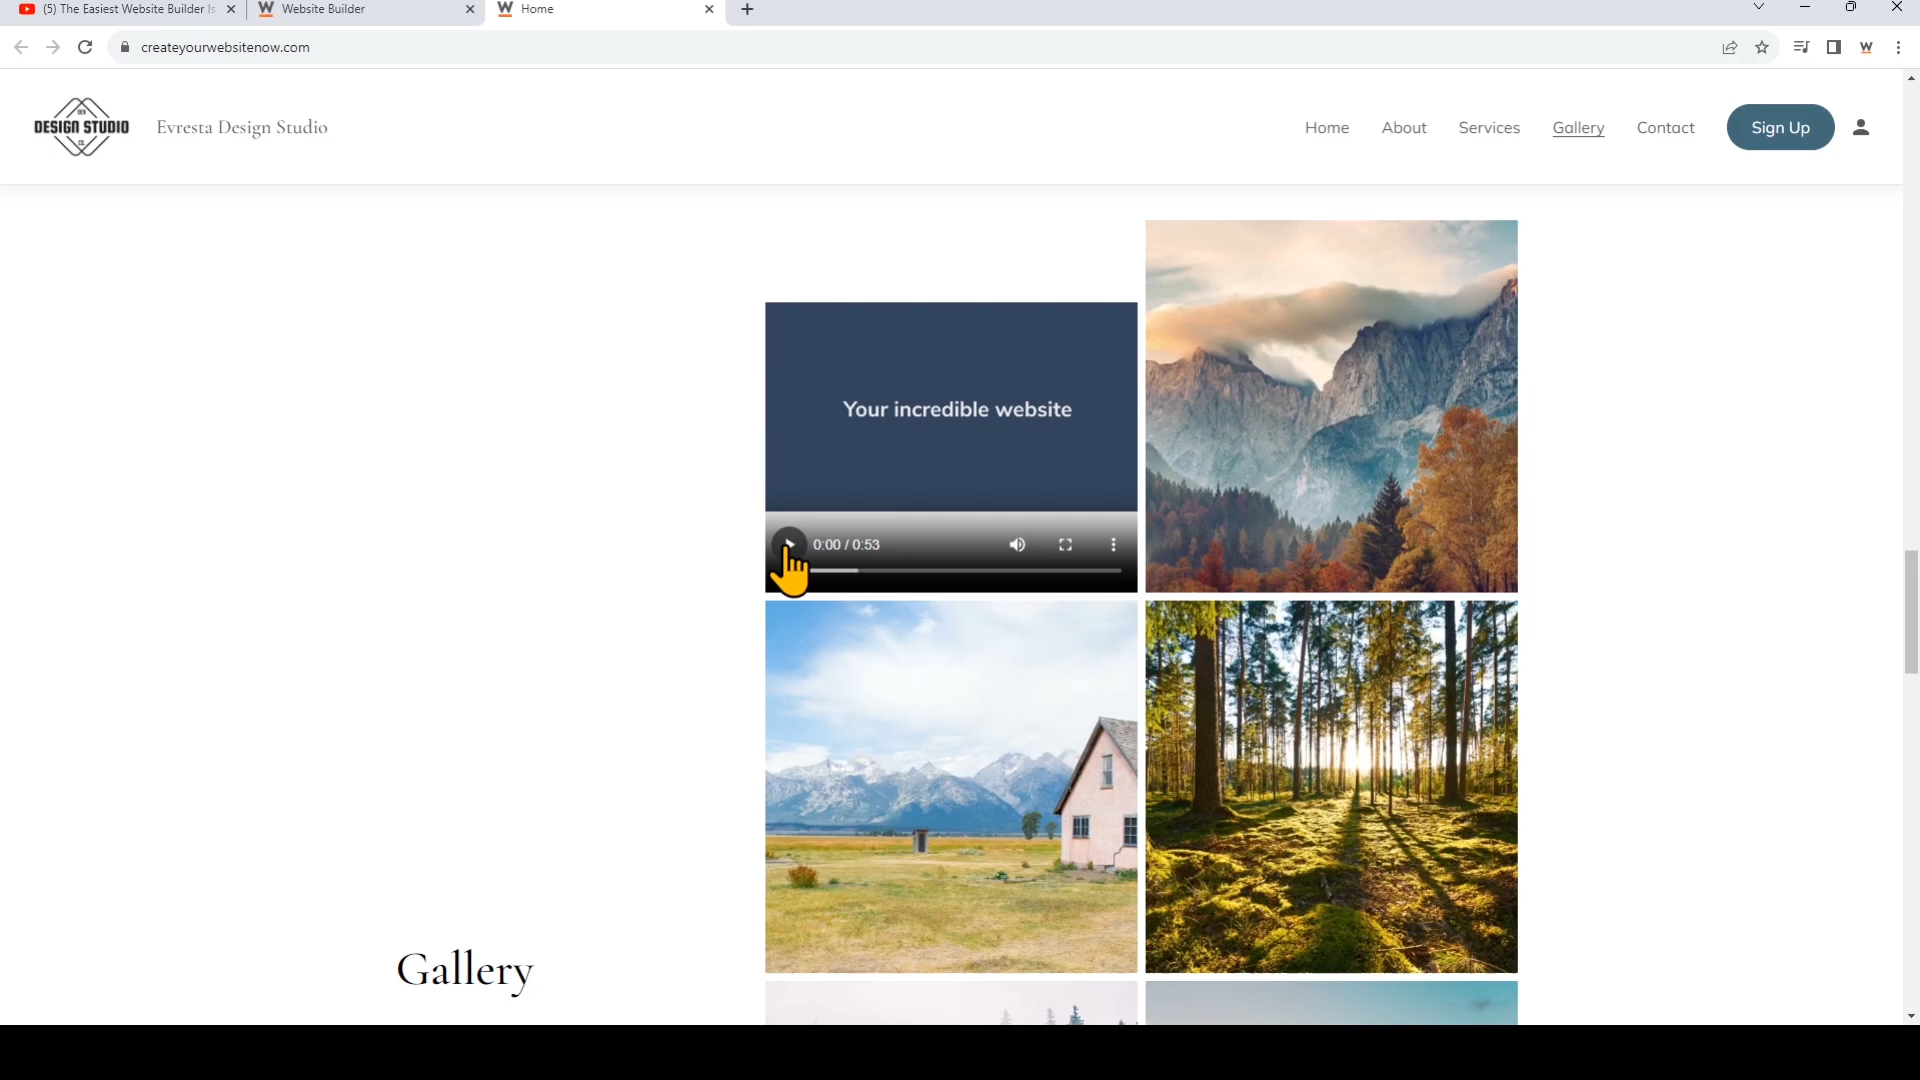 (5) The Easiest Website Builder Is
Website Builder
Home
createyourwebsitenow.com
DESIGN STUDIO
CO.
Evresta Design Studio
Home
About
Services
Gallery
Contact
Sign Up
Your incredible website
0:00 / 0:53
Gallery